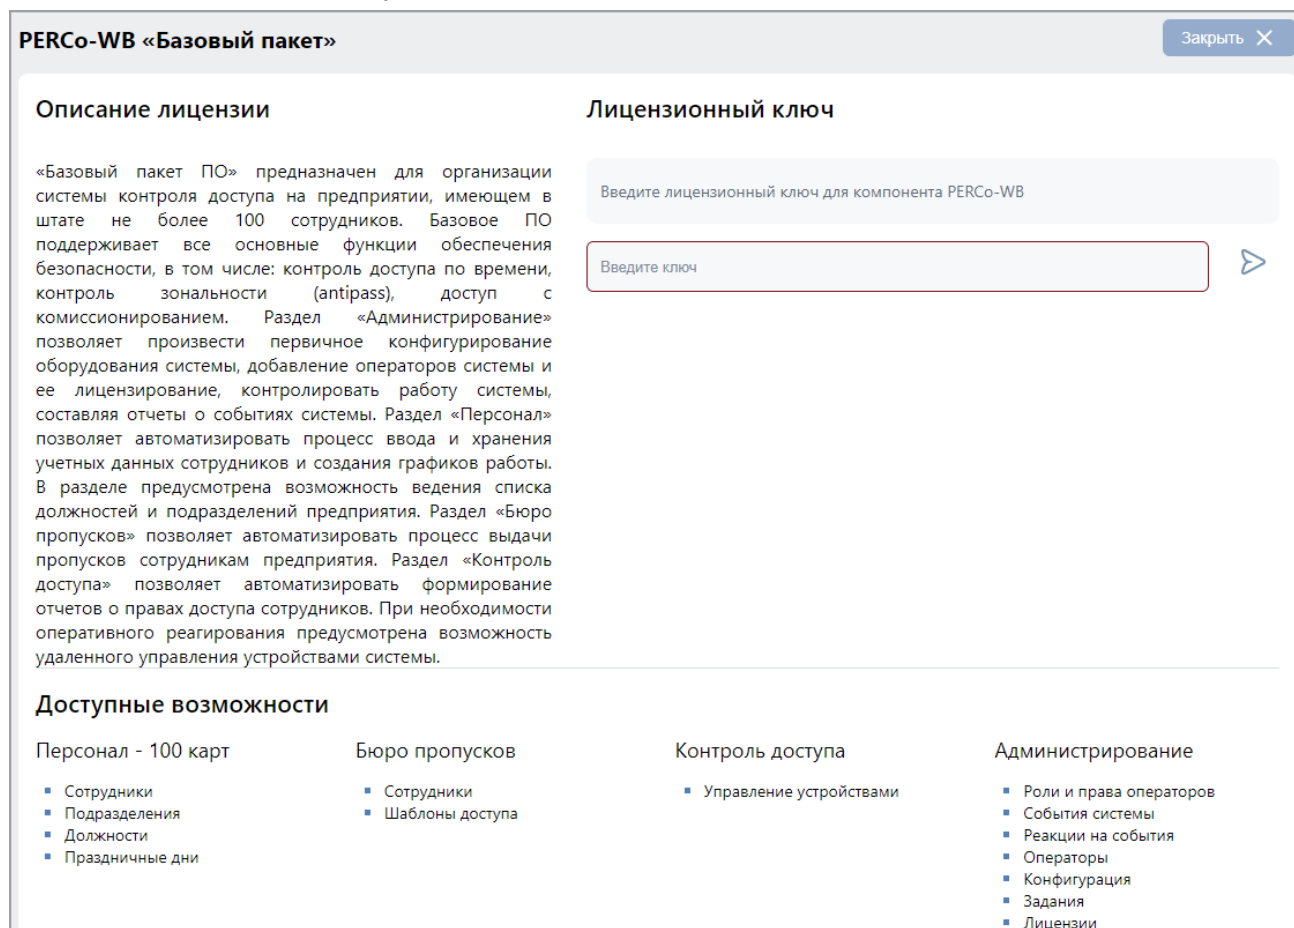 PERCo-WB «Базовый пакет»
Закрыть
Описание лицензии
«Базовый пакет ПО» предназначен для организации
системы контроля доступа на предприятии, имеющем в
штате не более 100 сотрудников. Базовое ПО
поддерживает все основные функции обеспечения
безопасности, в том числе: контроль доступа по времени,
контроль зональности (antipass), доступ с
комиссионированием. Раздел «Администрирование»
позволяет произвести первичное конфигурирование
оборудования системы, добавление операторов системы и
ее лицензирование, контролировать работу системы,
составляя отчеты о событиях системы. Раздел «Персонал»
позволяет автоматизировать процесс ввода и хранения
учетных данных сотрудников и создания графиков работы.
В разделе предусмотрена возможность ведения списка
должностей и подразделений предприятия. Раздел «Бюро
пропусков» позволяет автоматизировать процесс выдачи
пропусков сотрудникам предприятия. Раздел «Контроль
доступа» позволяет автоматизировать формирование
отчетов о правах доступа сотрудников. При необходимости
оперативного реагирования предусмотрена возможность
удаленного управления устройствами системы.
Лицензионный ключ
Введите лицензионный ключ для компонента PERCo-WB
Введите ключ
Доступные возможности
Персонал - 100 карт
Сотрудники
Подразделения
Должности
Праздничные дни
Бюро пропусков
Сотрудники
Шаблоны доступа
Контроль доступа
Управление устройствами
Администрирование
Роли и права операторов
События системы
Реакции на события
Операторы
Конфигурация
Задания
Лицензии